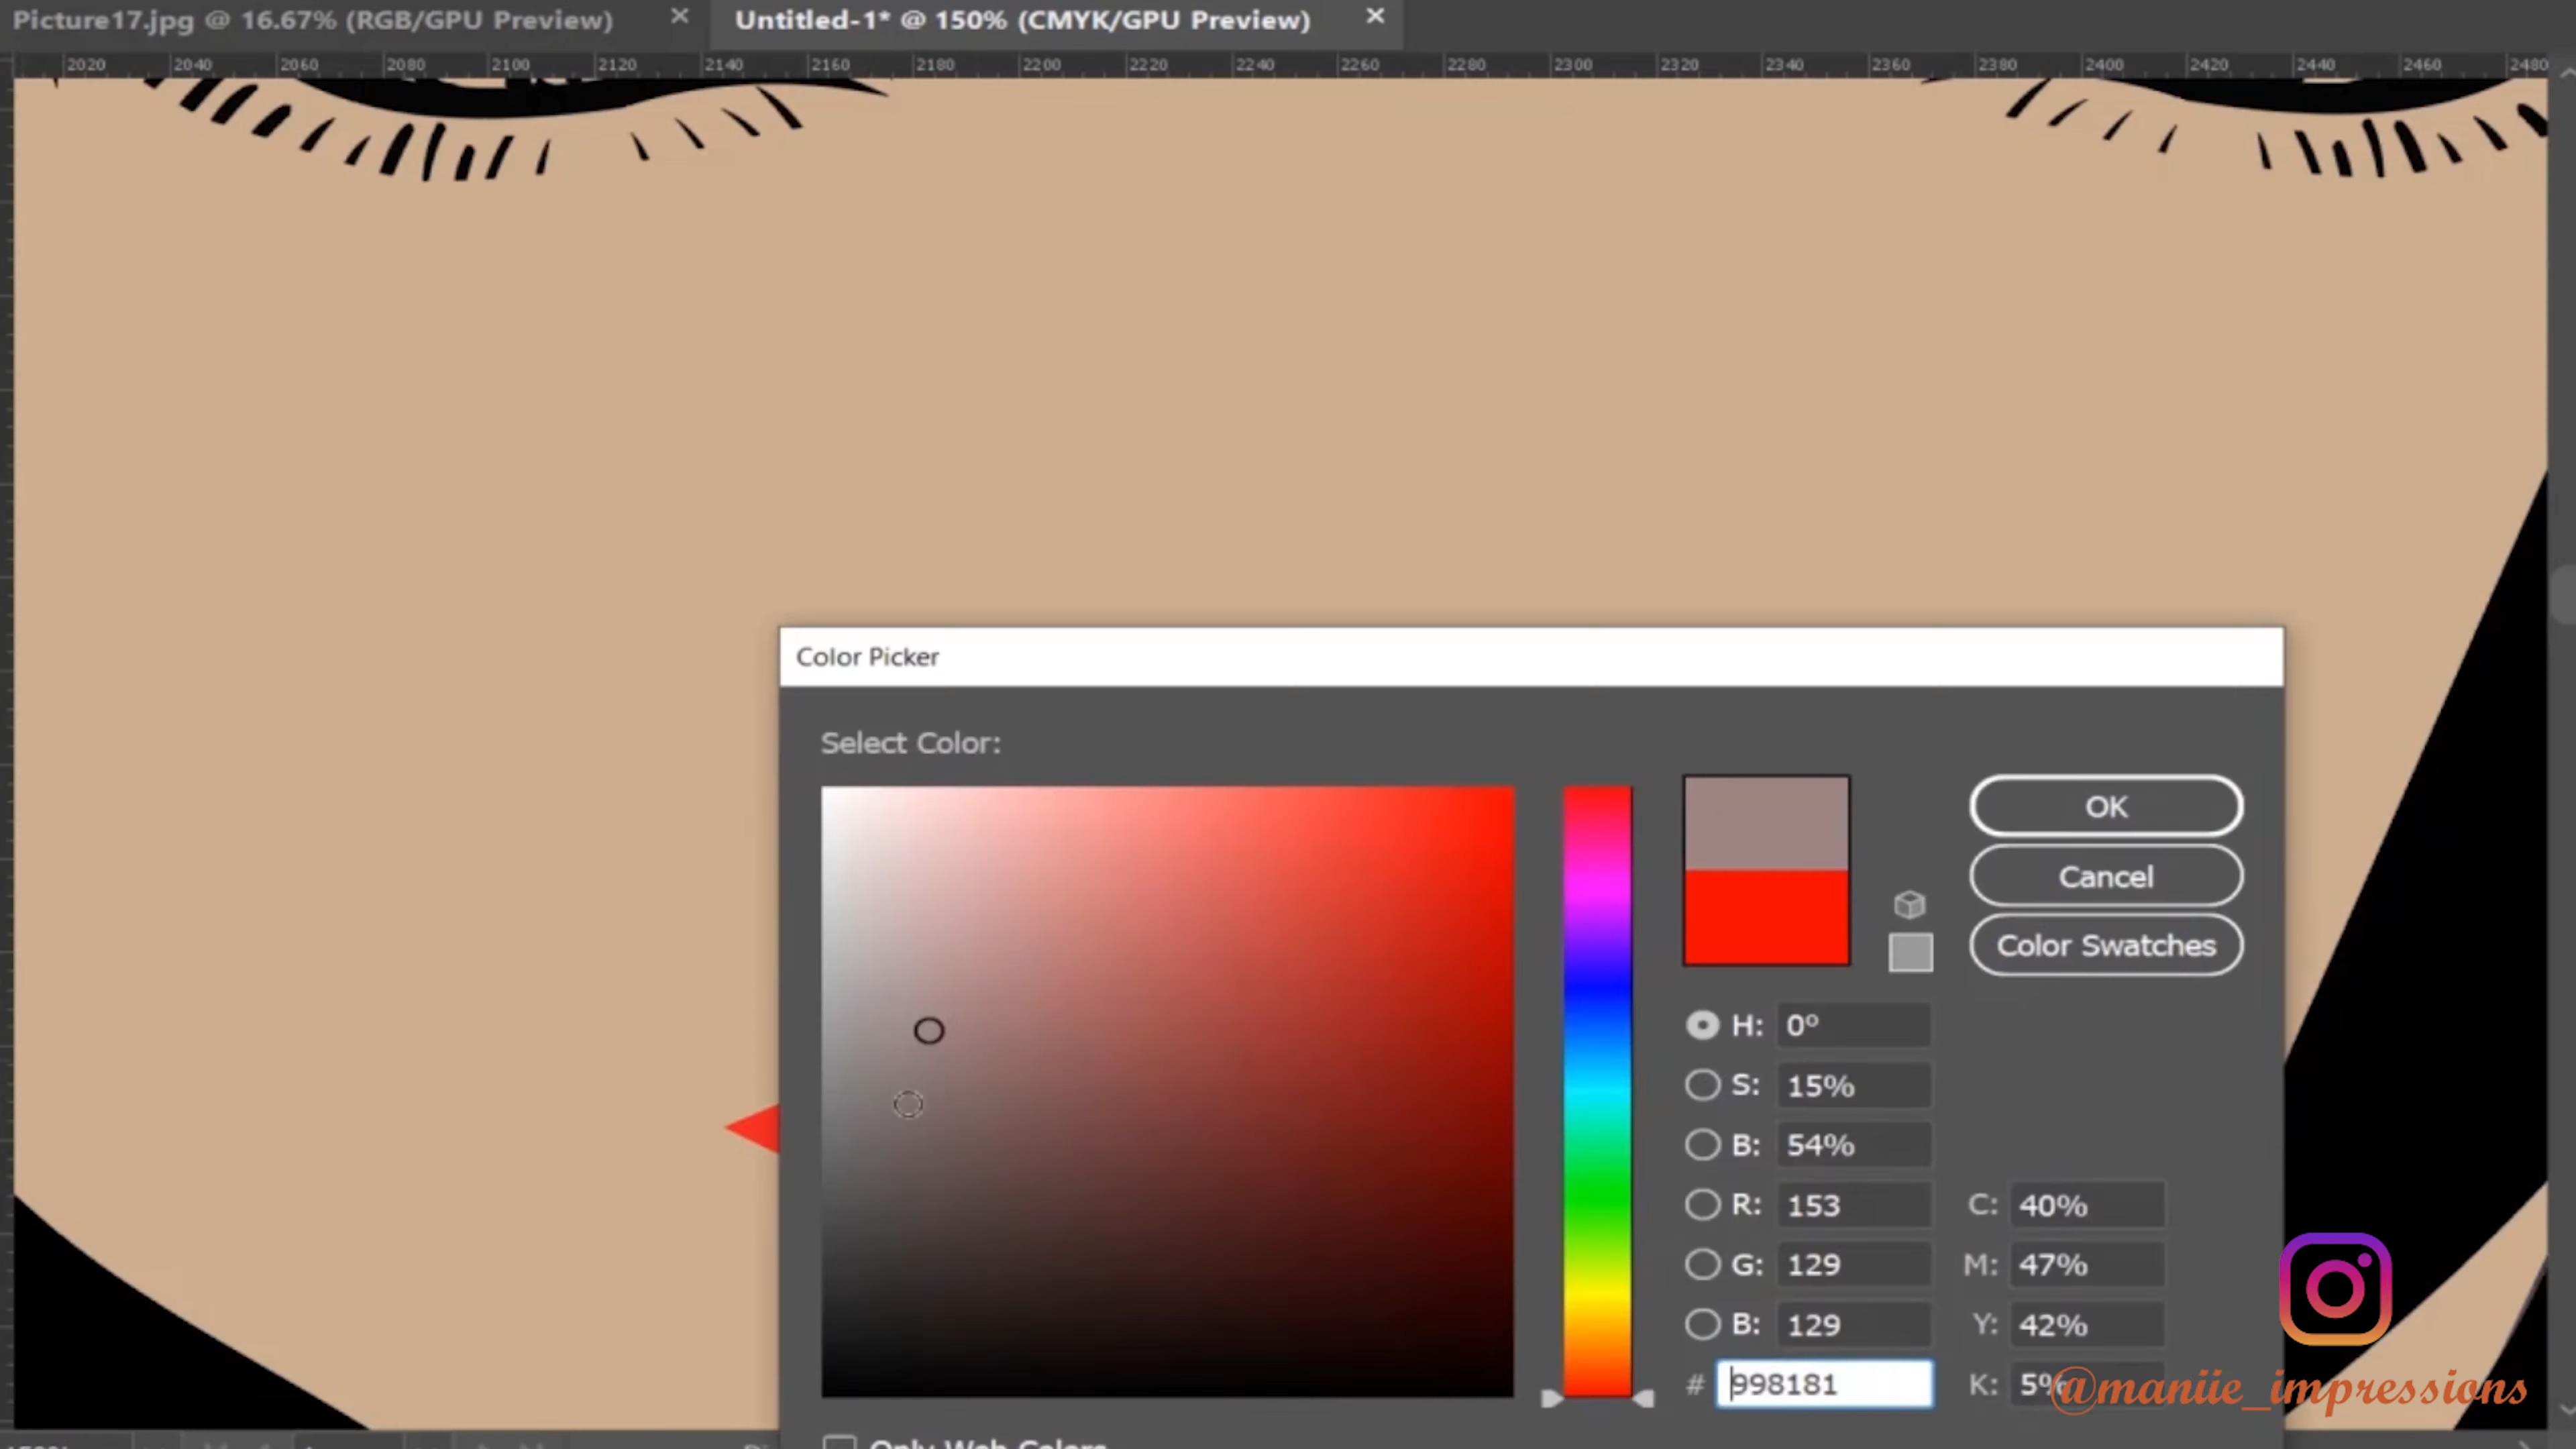 Picture17.jpg @ 16.67% (RGB/GPU Preview) × Untitled-1* @ 150% (CMYK/GPU Preview) ×
2020 2040 2060 2080 2100 2120 2140 2160 2180 2200 2220 2240 2260 2280 2300 2320 2340 2360 2380 2400 2420 2440 2460 2480
Color Picker
Select Color:
OK
Cancel
Color Swatches
H: 0°
S: 15%
B: 54%
R: 153 C: 40%
G: 129 M: 47%
B: 129 Y: 42%
# 998181 K: 5%
@maniie_impressions
Only Web Colors